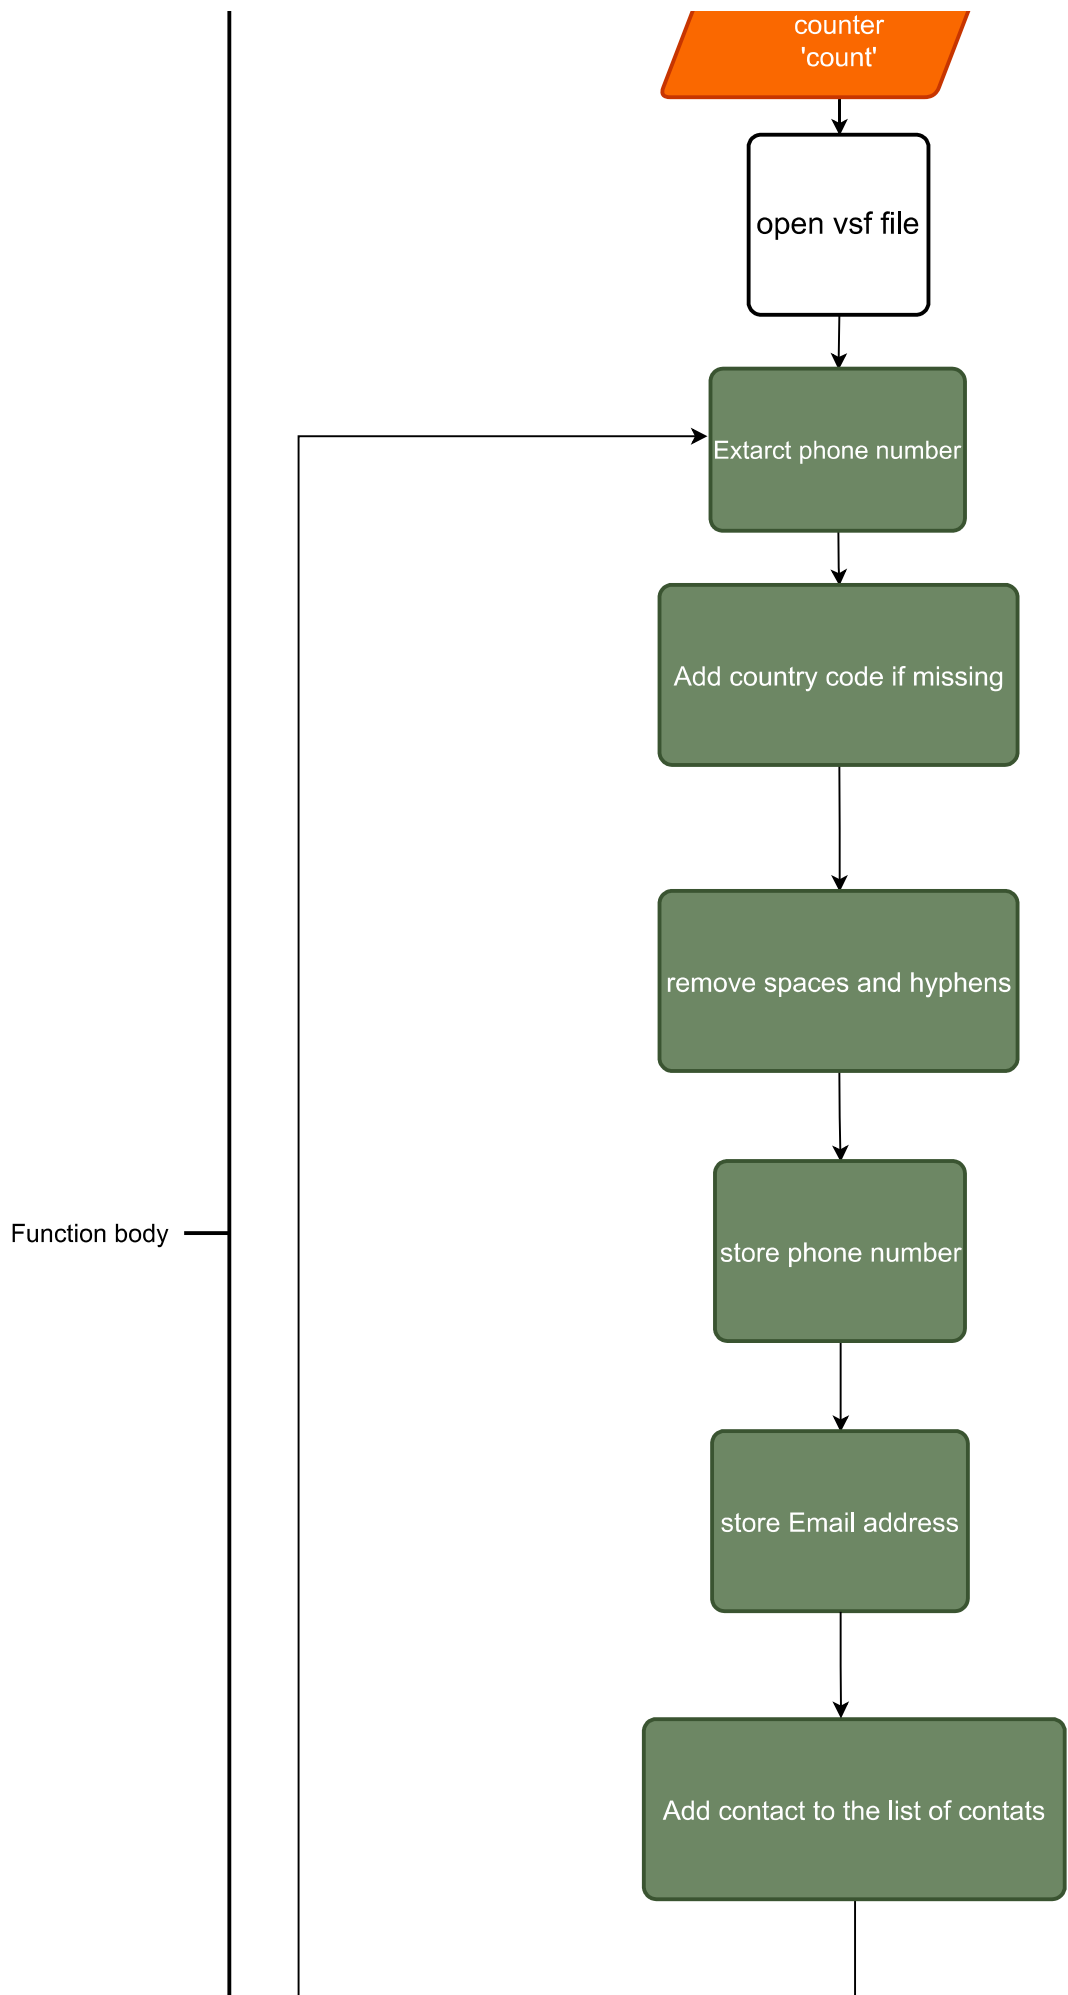 counter
'count'
open vsf file
Extarct phone number
Add country code if missing
remove spaces and hyphens
Function body
store phone number
store Email address
Add contact to the list of contats